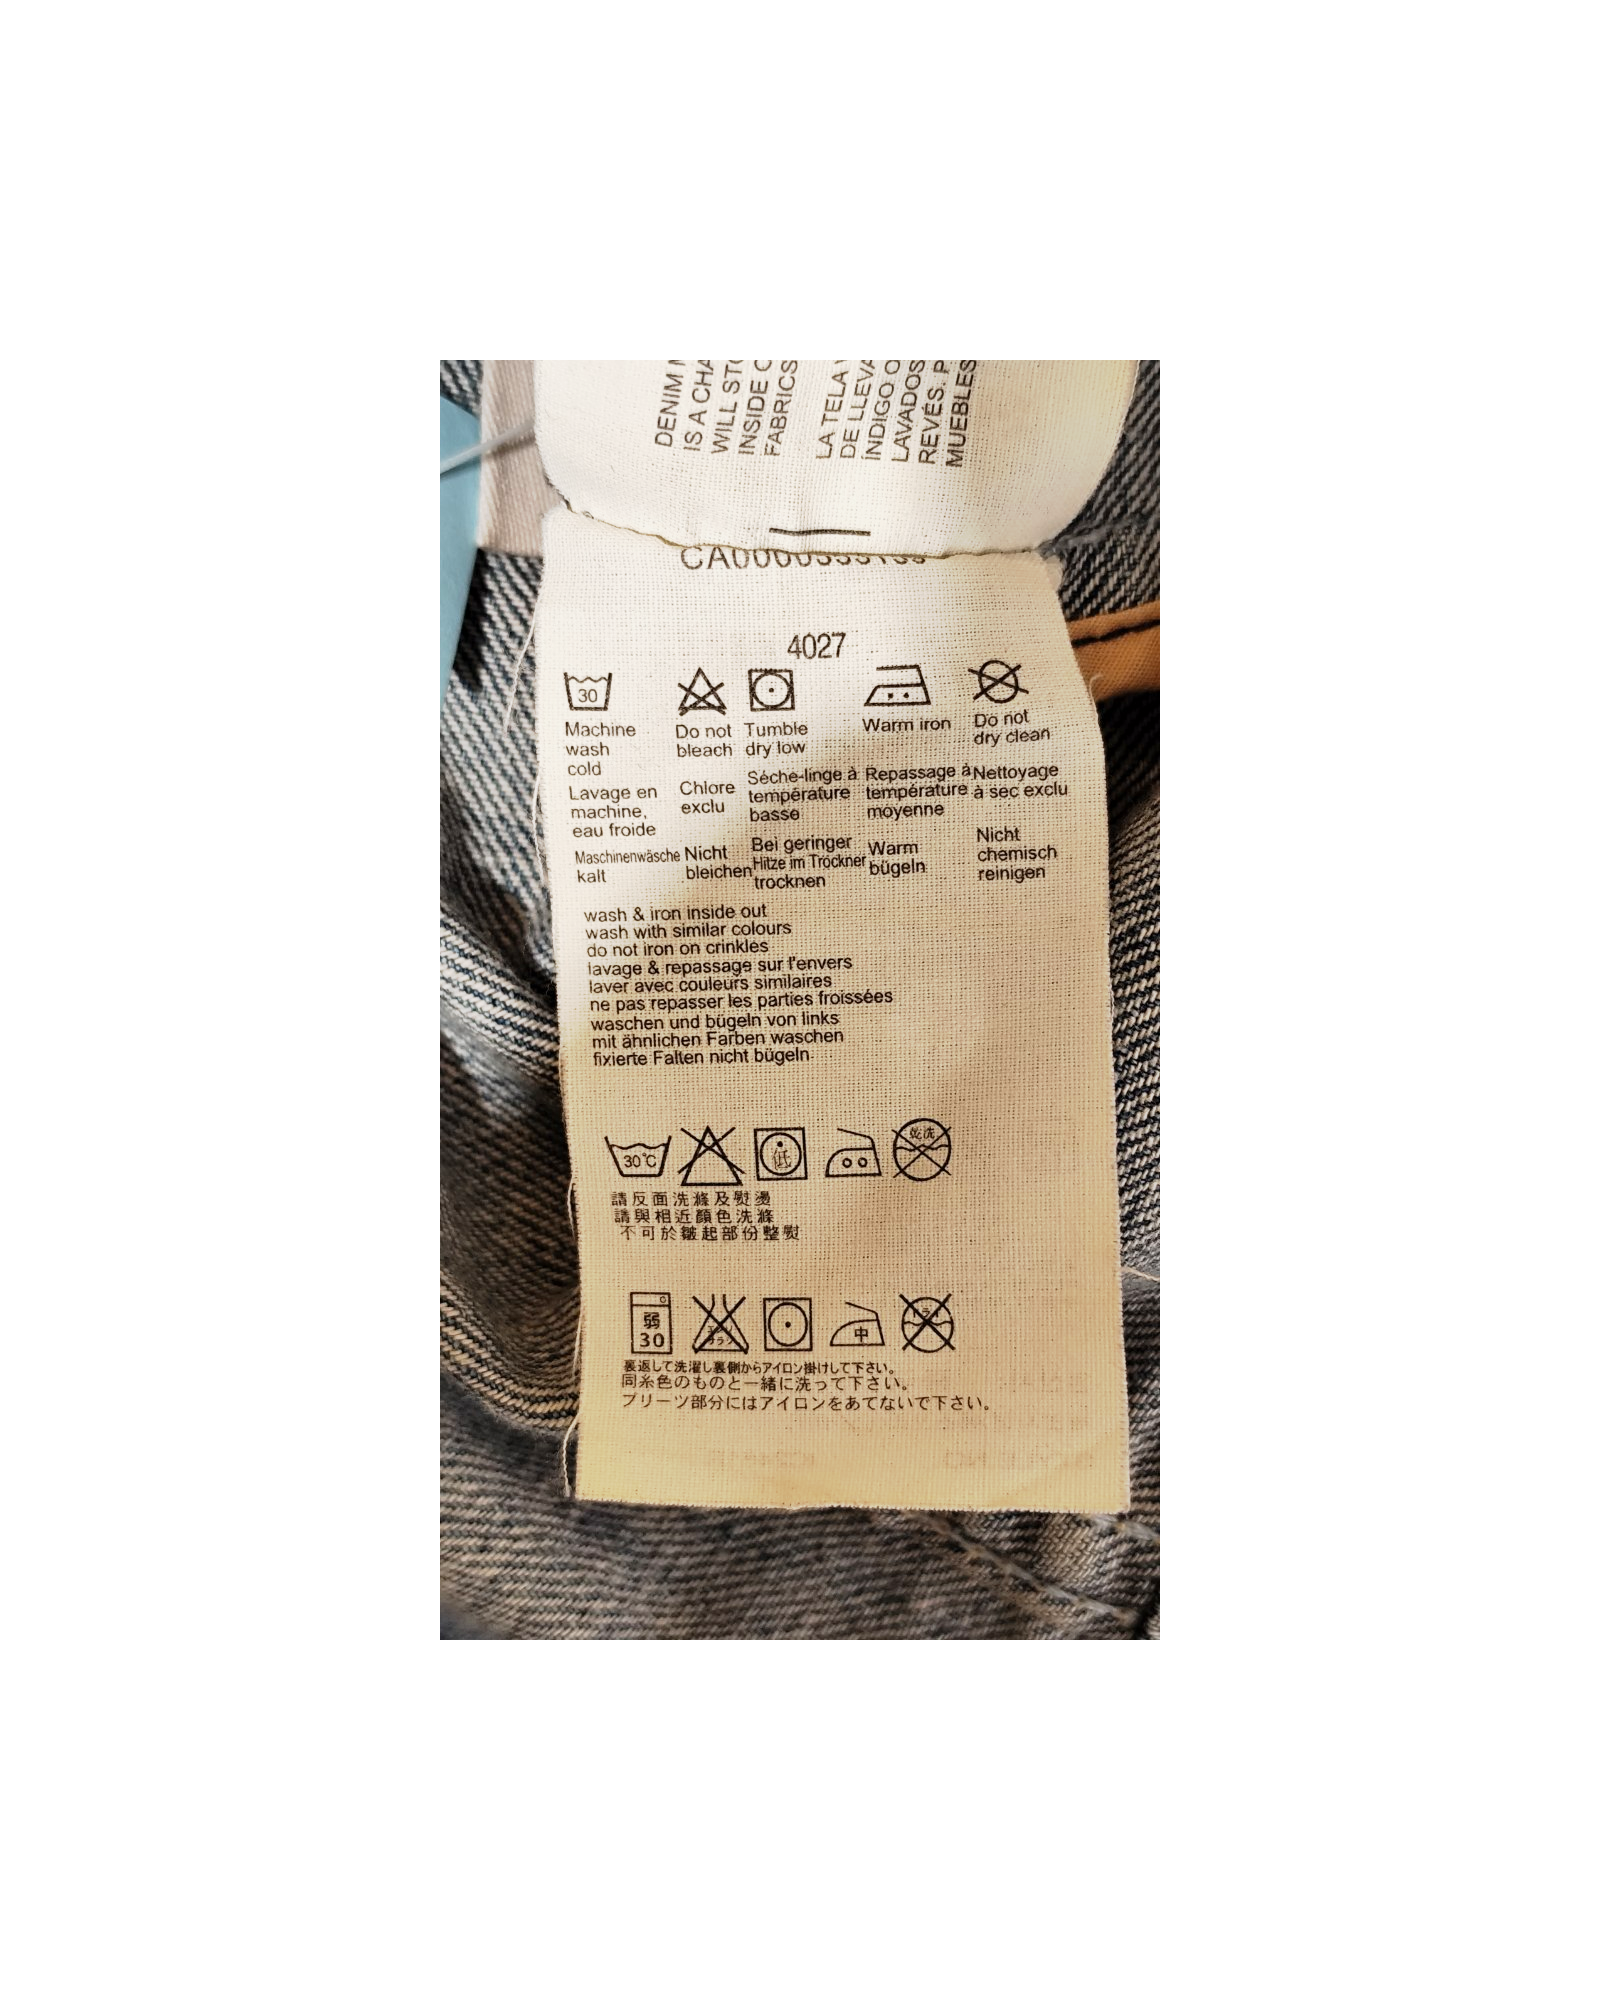 DENIM
IS A CHA
WILL STO
INSIDE
FABRICS
LA TELA
DE LLEVA
ÍNDIGO
LAVADOS
REVÉS. P
MUEBLES
4027
30
Machine wash cold
Do not bleach
Tumble dry low
Warm iron
Do not dry clean
Lavage en machine, eau froide
Chlore exclu
Séche-linge à température basse
Repassage à température moyenne
Nettoyage à sec exclu
Maschinenwäsche kalt
Nicht bleichen
Bei geringer Hitze im Trockner trocknen
Warm bügeln
Nicht chemisch reinigen
wash & iron inside out
wash with similar colours
do not iron on crinkles
lavage & repassage sur l'envers
laver avec couleurs similaires
ne pas repasser les parties froissées
waschen und bügeln von links
mit ähnlichen Farben waschen
fixierte Falten nicht bügeln
30°C 低 乾洗
請反面洗滌及熨燙
請與相近顏色洗滌
不可於皺起部份整熨
弱 30 中 ドライ
裏返して洗濯し裏側からアイロン掛けして下さい。
同系色のものと一緒に洗って下さい。
プリーツ部分にはアイロンをあてないで下さい。